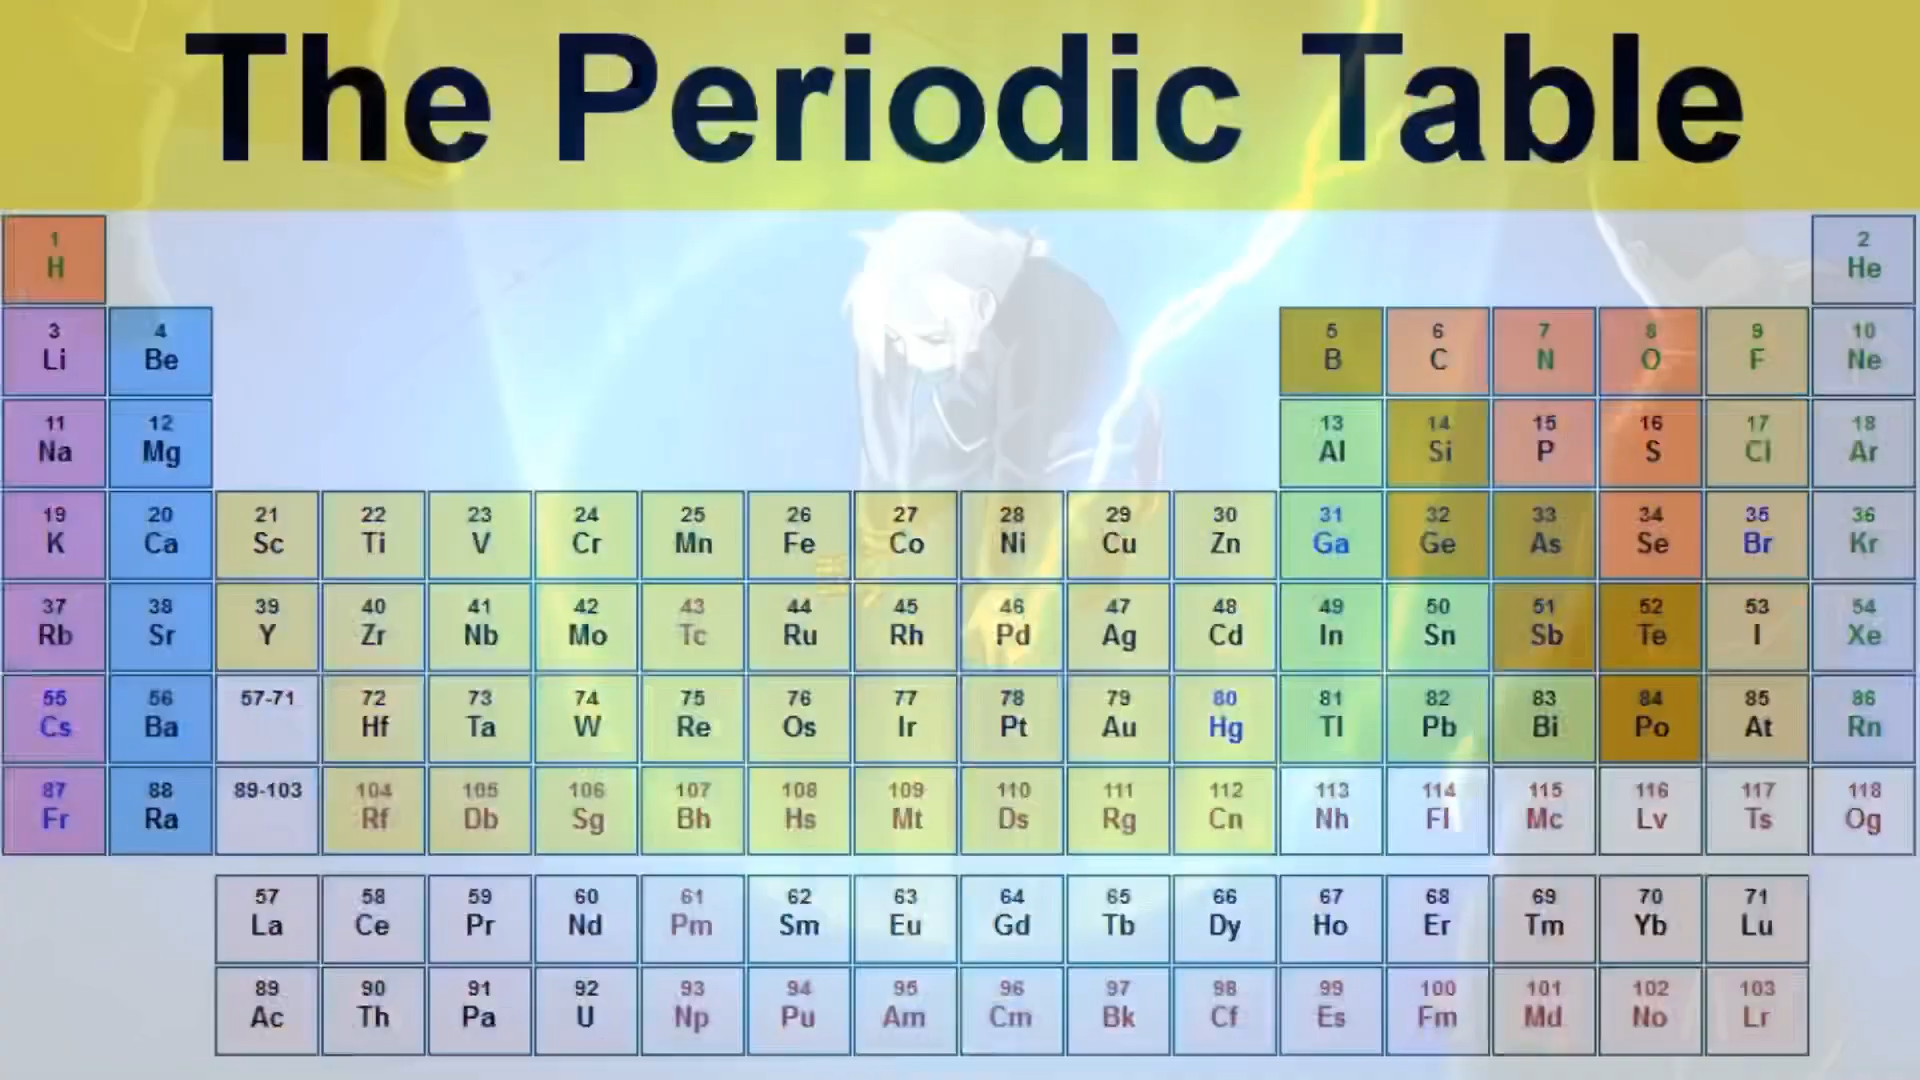 The Periodic Table
1 2
H He
3 4 5 6 7 8 9 10
Li Be B C N O F Ne
11 12 13 14 15 16 17 18
Na Mg Al Si P S Cl Ar
19 20 21 22 23 24 25 26 27 28 29 30 31 32 33 34 35 36
K Ca Sc Ti V Cr Mn Fe Co Ni Cu Zn Ga Ge As Se Br Kr
37 38 39 40 41 42 43 44 45 46 47 48 49 50 51 52 53 54
Rb Sr Y Zr Nb Mo Tc Ru Rh Pd Ag Cd In Sn Sb Te I Xe
55 56 57-71 72 73 74 75 76 77 78 79 80 81 82 83 84 85 86
Cs Ba Hf Ta W Re Os Ir Pt Au Hg Tl Pb Bi Po At Rn
87 88 89-103 104 105 106 107 108 109 110 111 112 113 114 115 116 117 118
Fr Ra Rf Db Sg Bh Hs Mt Ds Rg Cn Nh Fl Mc Lv Ts Og
57 58 59 60 61 62 63 64 65 66 67 68 69 70 71
La Ce Pr Nd Pm Sm Eu Gd Tb Dy Ho Er Tm Yb Lu
89 90 91 92 93 94 95 96 97 98 99 100 101 102 103
Ac Th Pa U Np Pu Am Cm Bk Cf Es Fm Md No Lr